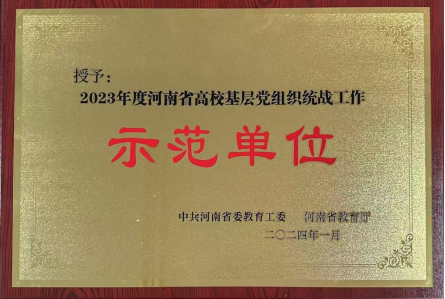 授予：
2023年度河南省高校基层党组织统战工作
示范单位
中共河南省委教育工委 河南省教育厅
二〇二四年一月